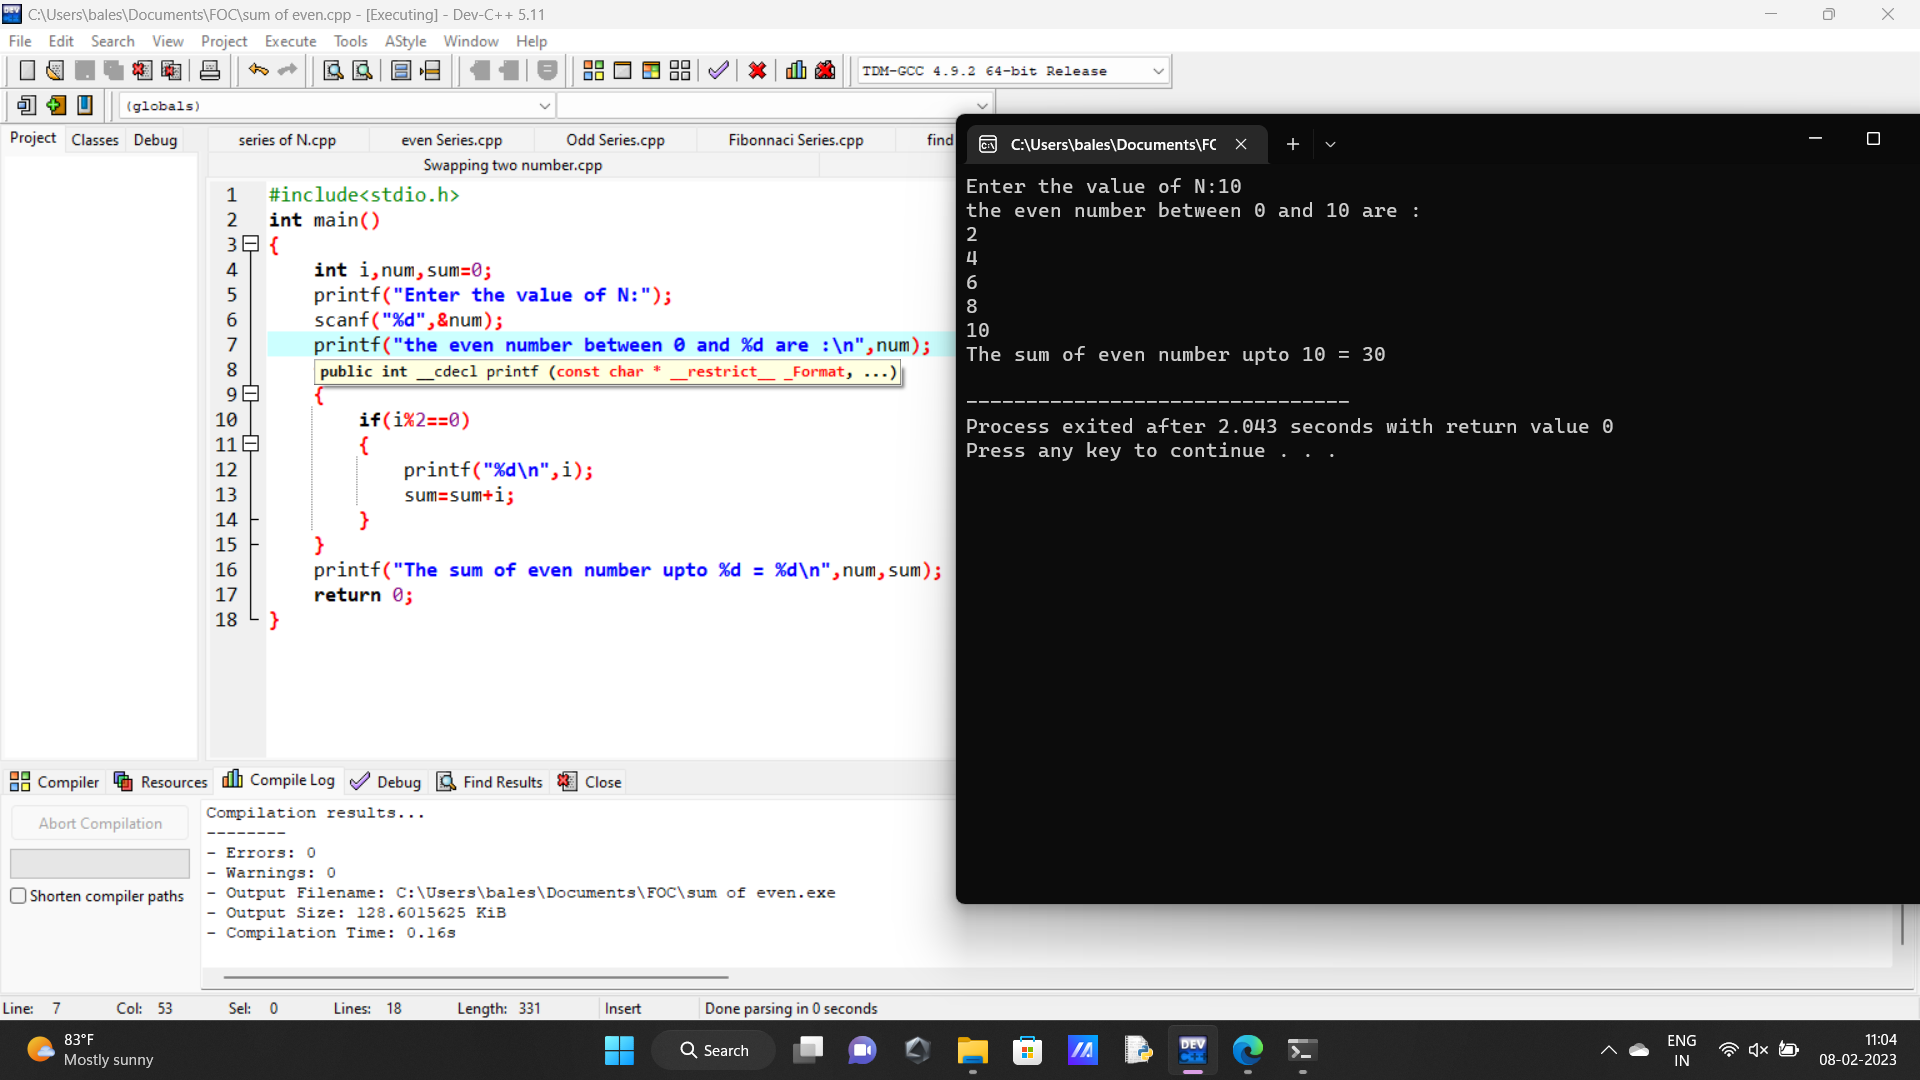 C:\Users\bales\Documents\FOC\sum of even.cpp - [Executing] - Dev-C++ 5.11
File Edit Search View Project Execute Tools AStyle Window Help
TDM-GCC 4.9.2 64-bit Release
(globals)
Project Classes Debug
series of N.cpp even Series.cpp Odd Series.cpp Fibonnaci Series.cpp find
Swapping two number.cpp
1 #include<stdio.h>
2 int main()
3 {
4 int i,num,sum=0;
5 printf("Enter the value of N:");
6 scanf("%d",&num);
7 printf("the even number between 0 and %d are :\n",num);
8 public int __cdecl printf (const char * __restrict__ _Format, ...)
9 {
10 if(i%2==0)
11 {
12 printf("%d\n",i);
13 sum=sum+i;
14 }
15 }
16 printf("The sum of even number upto %d = %d\n",num,sum);
17 return 0;
18 }
C:\Users\bales\Documents\FC
Enter the value of N:10
the even number between 0 and 10 are :
2
4
6
8
10
The sum of even number upto 10 = 30
--------------------------------
Process exited after 2.043 seconds with return value 0
Press any key to continue . . .
Compiler Resources Compile Log Debug Find Results Close
Abort Compilation
Shorten compiler paths
Compilation results...
--------
- Errors: 0
- Warnings: 0
- Output Filename: C:\Users\bales\Documents\FOC\sum of even.exe
- Output Size: 128.6015625 KiB
- Compilation Time: 0.16s
Line: 7 Col: 53 Sel: 0 Lines: 18 Length: 331 Insert Done parsing in 0 seconds
83°F
Mostly sunny
Search
DEV
C++
ENG
IN
11:04
08-02-2023